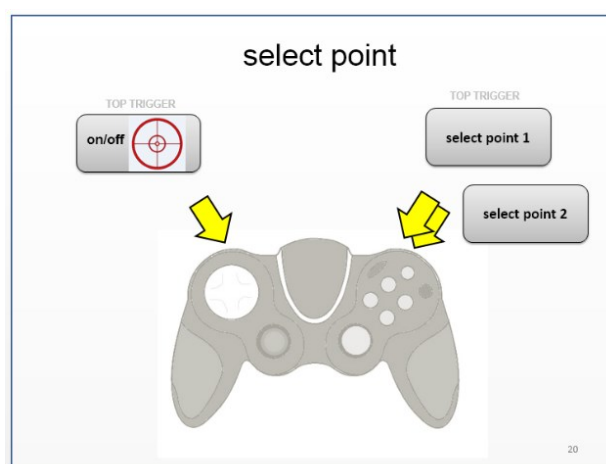 select point
TOP TRIGGER
on/off
TOP TRIGGER
select point 1
select point 2
20